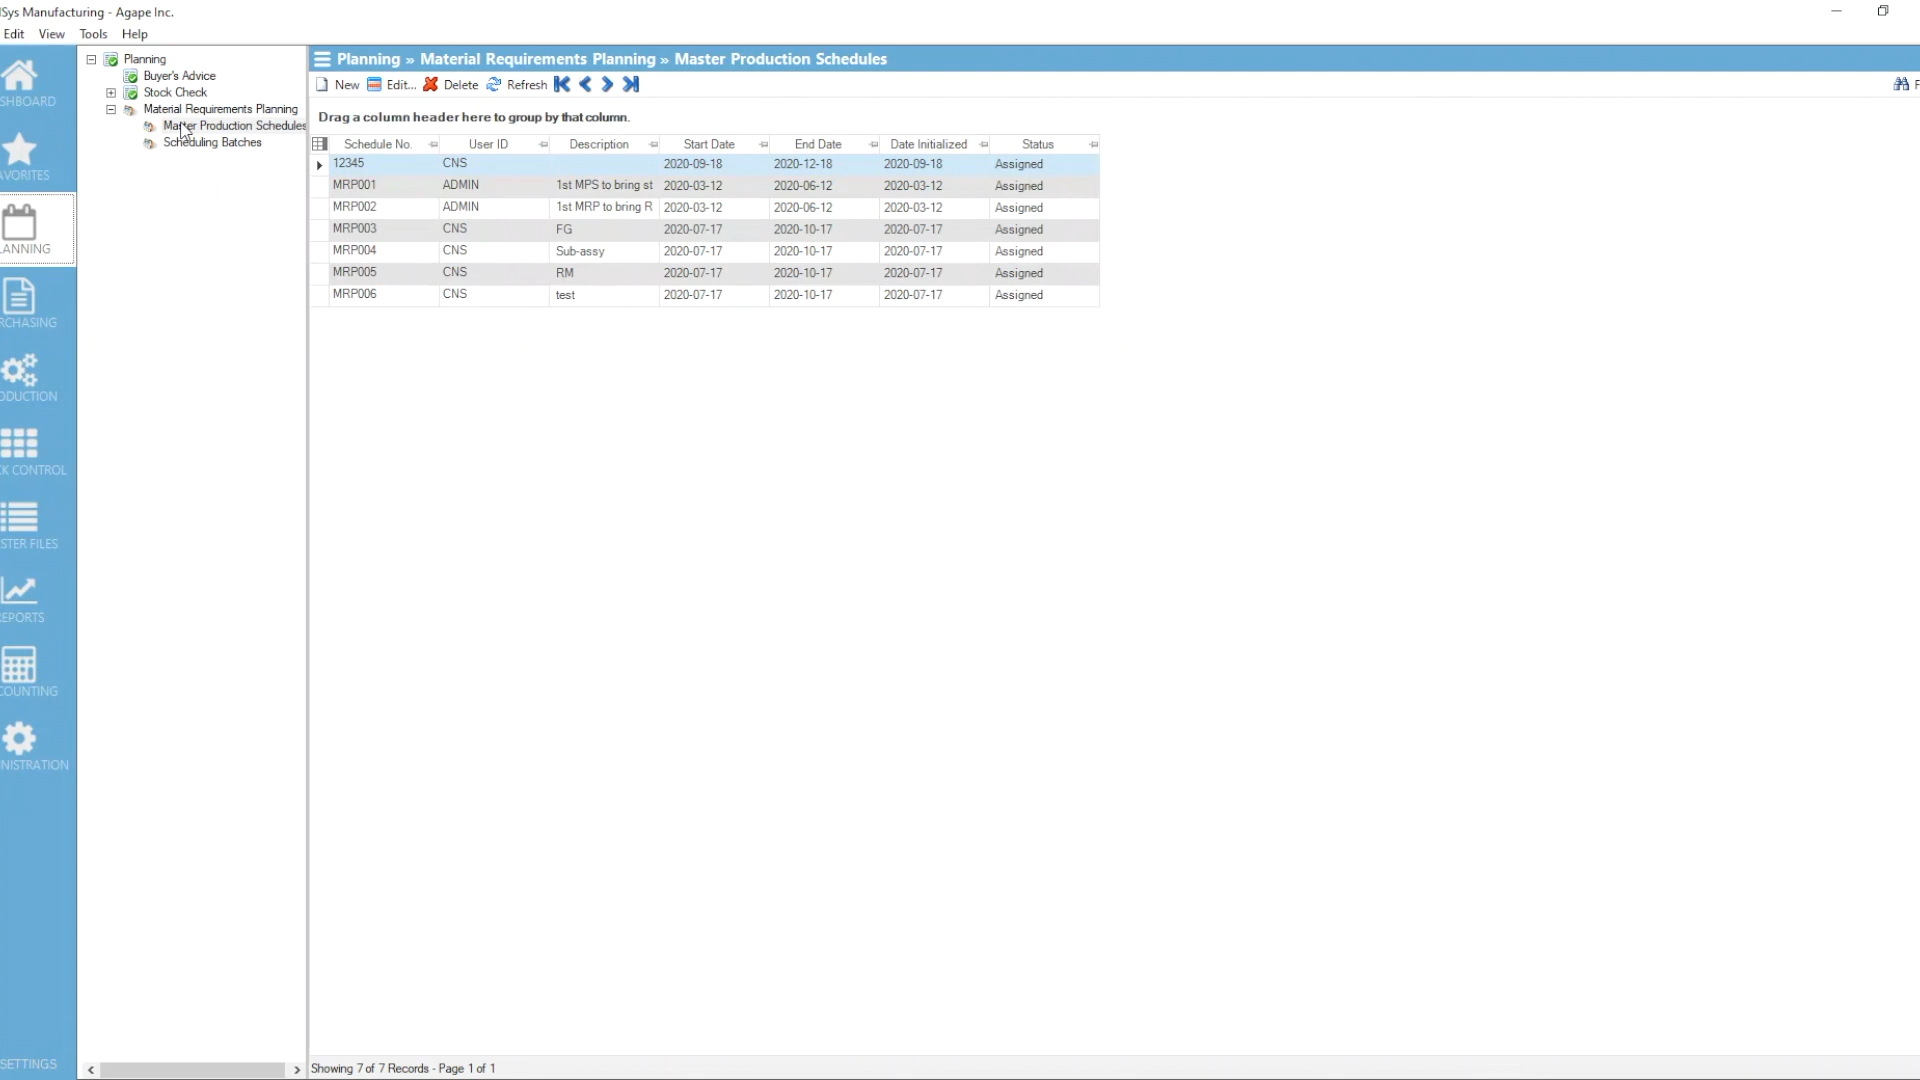 ISys Manufacturing - Agape Inc.
Edit View Tools Help
SHBOARD
AVORITES
LANNING
RCHASING
ODUCTION
CK CONTROL
STER FILES
EPORTS
COUNTING
INISTRATION
SETTINGS
Planning
Buyer's Advice
Stock Check
Material Requirements Planning
Master Production Schedules
Scheduling Batches
Planning » Material Requirements Planning » Master Production Schedules
New Edit... Delete Refresh F
Drag a column header here to group by that column.
Schedule No. User ID Description Start Date End Date Date Initialized Status
12345 CNS 2020-09-18 2020-12-18 2020-09-18 Assigned
MRP001 ADMIN 1st MPS to bring st 2020-03-12 2020-06-12 2020-03-12 Assigned
MRP002 ADMIN 1st MRP to bring R 2020-03-12 2020-06-12 2020-03-12 Assigned
MRP003 CNS FG 2020-07-17 2020-10-17 2020-07-17 Assigned
MRP004 CNS Sub-assy 2020-07-17 2020-10-17 2020-07-17 Assigned
MRP005 CNS RM 2020-07-17 2020-10-17 2020-07-17 Assigned
MRP006 CNS test 2020-07-17 2020-10-17 2020-07-17 Assigned
Showing 7 of 7 Records - Page 1 of 1